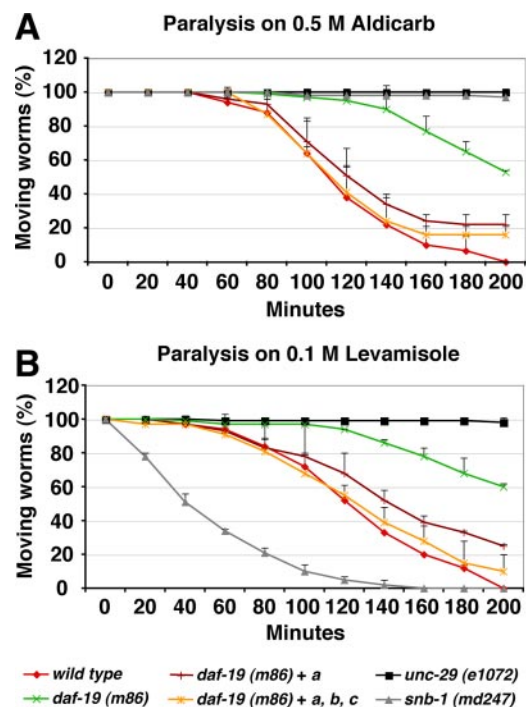 A
Paralysis on 0.5 M Aldicarb
Moving worms (%)
120
100
80
60
40
20
0
0 20 40 60 80 100 120 140 160 180 200
Minutes
B
Paralysis on 0.1 M Levamisole
Moving worms (%)
120
100
80
60
40
20
0
0 20 40 60 80 100 120 140 160 180 200
Minutes
wild type daf-19 (m86) + a unc-29 (e1072)
daf-19 (m86) daf-19 (m86) + a, b, c snb-1 (md247)